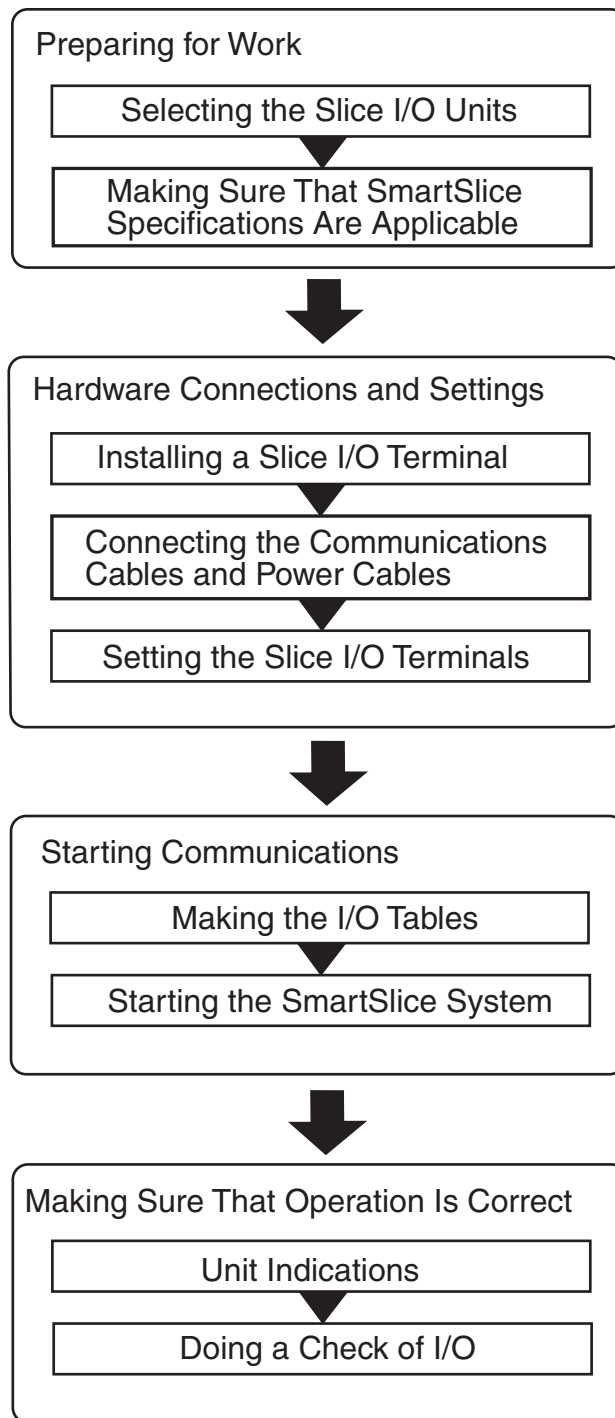 Preparing for Work
Selecting the Slice I/O Units
Making Sure That SmartSlice
Specifications Are Applicable
Hardware Connections and Settings
Installing a Slice I/O Terminal
Connecting the Communications
Cables and Power Cables
Setting the Slice I/O Terminals
Starting Communications
Making the I/O Tables
Starting the SmartSlice System
Making Sure That Operation Is Correct
Unit Indications
Doing a Check of I/O